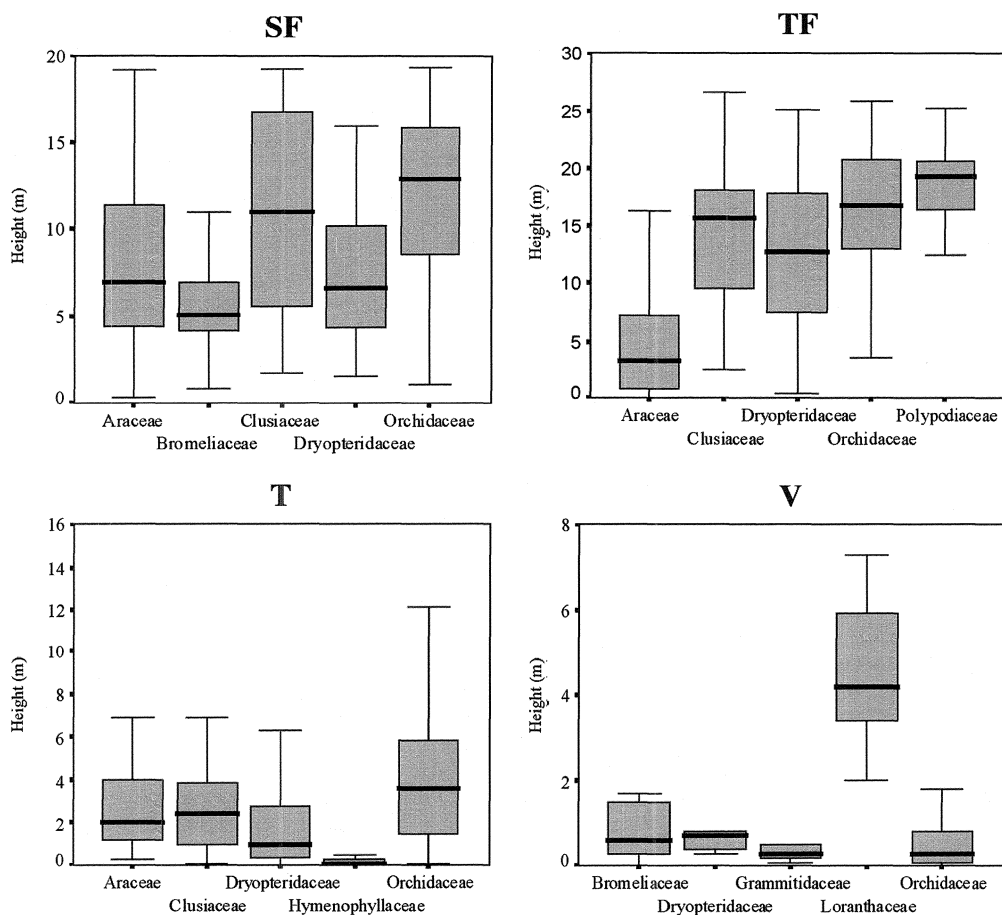 SF
20
15
10
5
0
Height (m)
Araceae
Clusiaceae
Orchidaceae
Bromeliaceae
Dryopteridaceae
TF
30
25
20
15
10
5
0
Height (m)
Araceae
Dryopteridaceae
Polypodiaceae
Clusiaceae
Orchidaceae
T
16
14
12
10
8
6
4
2
0
Height (m)
Araceae
Dryopteridaceae
Orchidaceae
Clusiaceae
Hymenophyllaceae
V
8
6
4
2
0
Height (m)
Bromeliaceae
Grammitidaceae
Orchidaceae
Dryopteridaceae
Loranthaceae